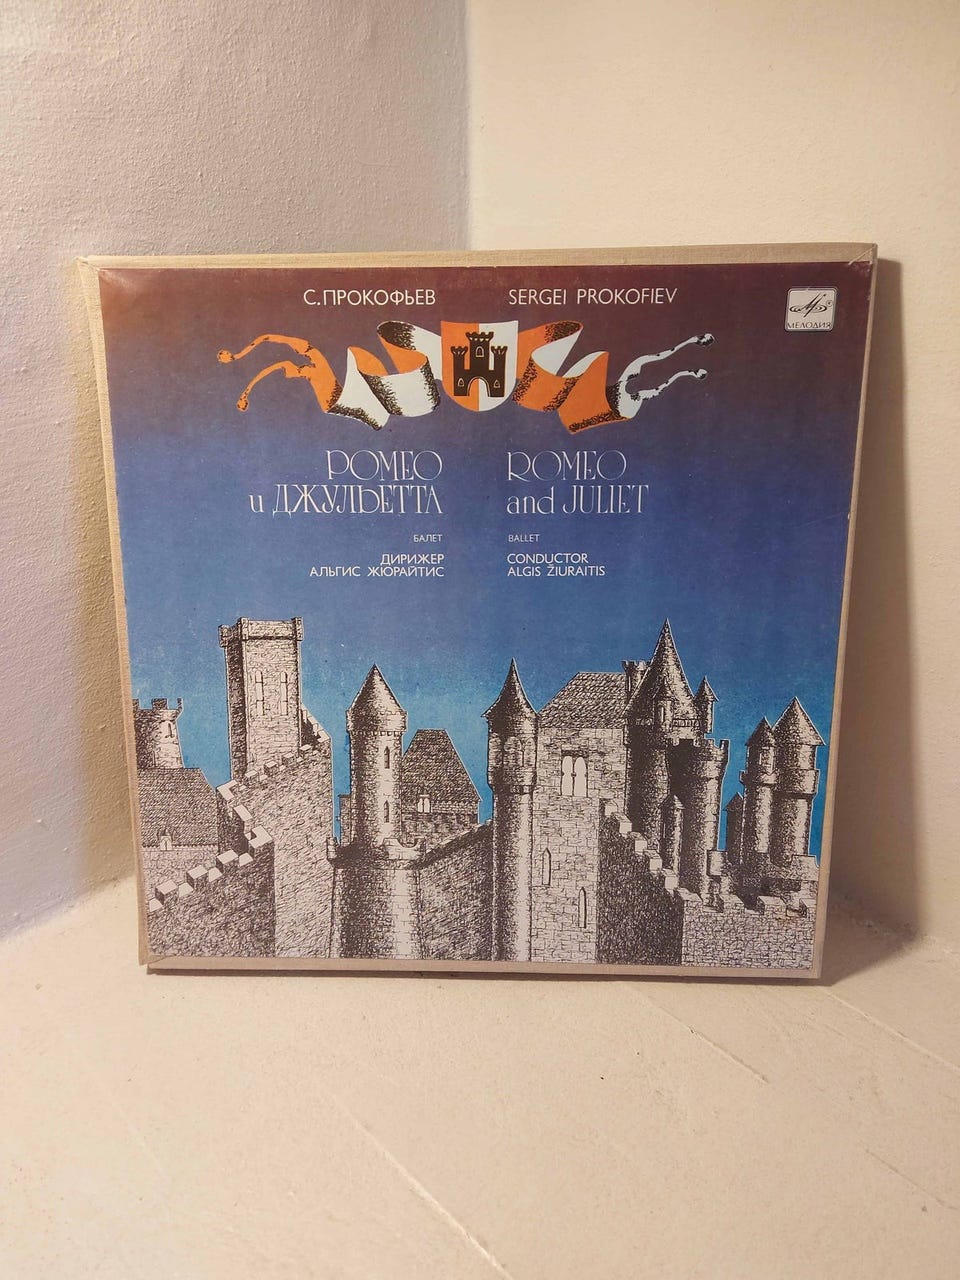 С.ПРОКОФЬЕВ
SERGEI PROKOFIEV
МЕЛОДИЯ
РОМЕО
и ДЖУЛЬЕТТА
ROMEO
and JULIET
БАЛЕТ
ДИРИЖЕР
АЛЬГИС ЖЮРАЙТИС
BALLET
CONDUCTOR
ALGIS ŽIURAITIS